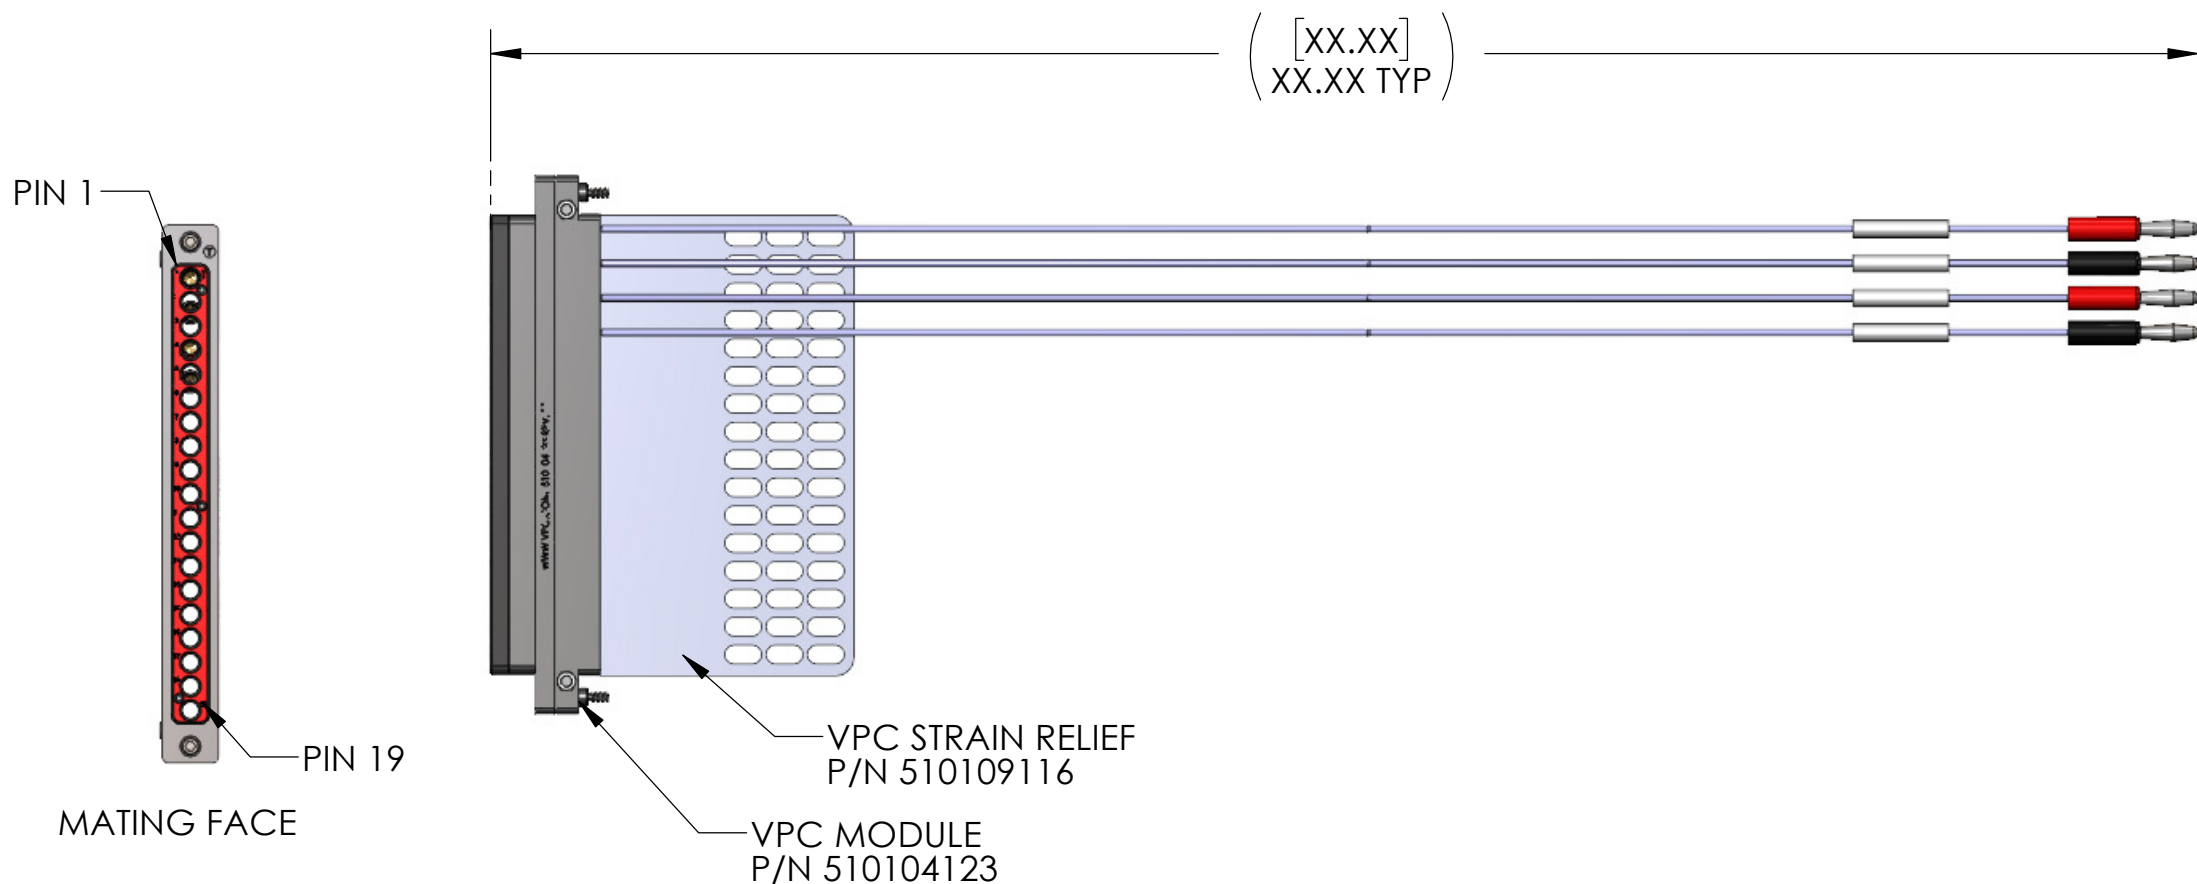 [XX.XX]
XX.XX TYP
PIN 1
PIN 19
MATING FACE
VPC STRAIN RELIEF
P/N 510109116
VPC MODULE
P/N 510104123